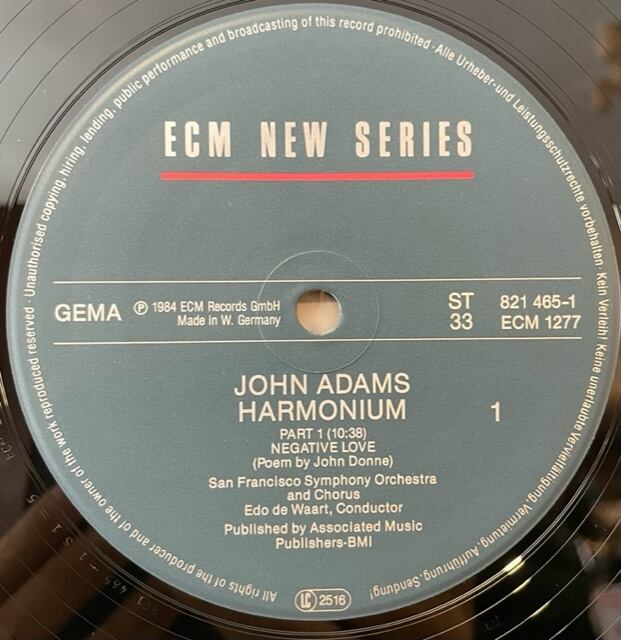 All rights of the producer and of the owner of the work reproduced reserved · Unauthorised copying, hiring, lending, public performance and broadcasting of this record prohibited · Alle Urheber- und Leistungsschutzrechte vorbehalten · Kein Verleih! Keine unerlaubte Vervielfältigung, Vermietung, Aufführung, Sendung!
ECM NEW SERIES
GEMA
℗ 1984 ECM Records GmbH
Made in W. Germany
ST
33
821 465-1
ECM 1277
JOHN ADAMS
HARMONIUM
1
PART 1 (10:38)
NEGATIVE LOVE
(Poem by John Donne)
San Francisco Symphony Orchestra
and Chorus
Edo de Waart, Conductor
Published by Associated Music
Publishers-BMI
LC 2516